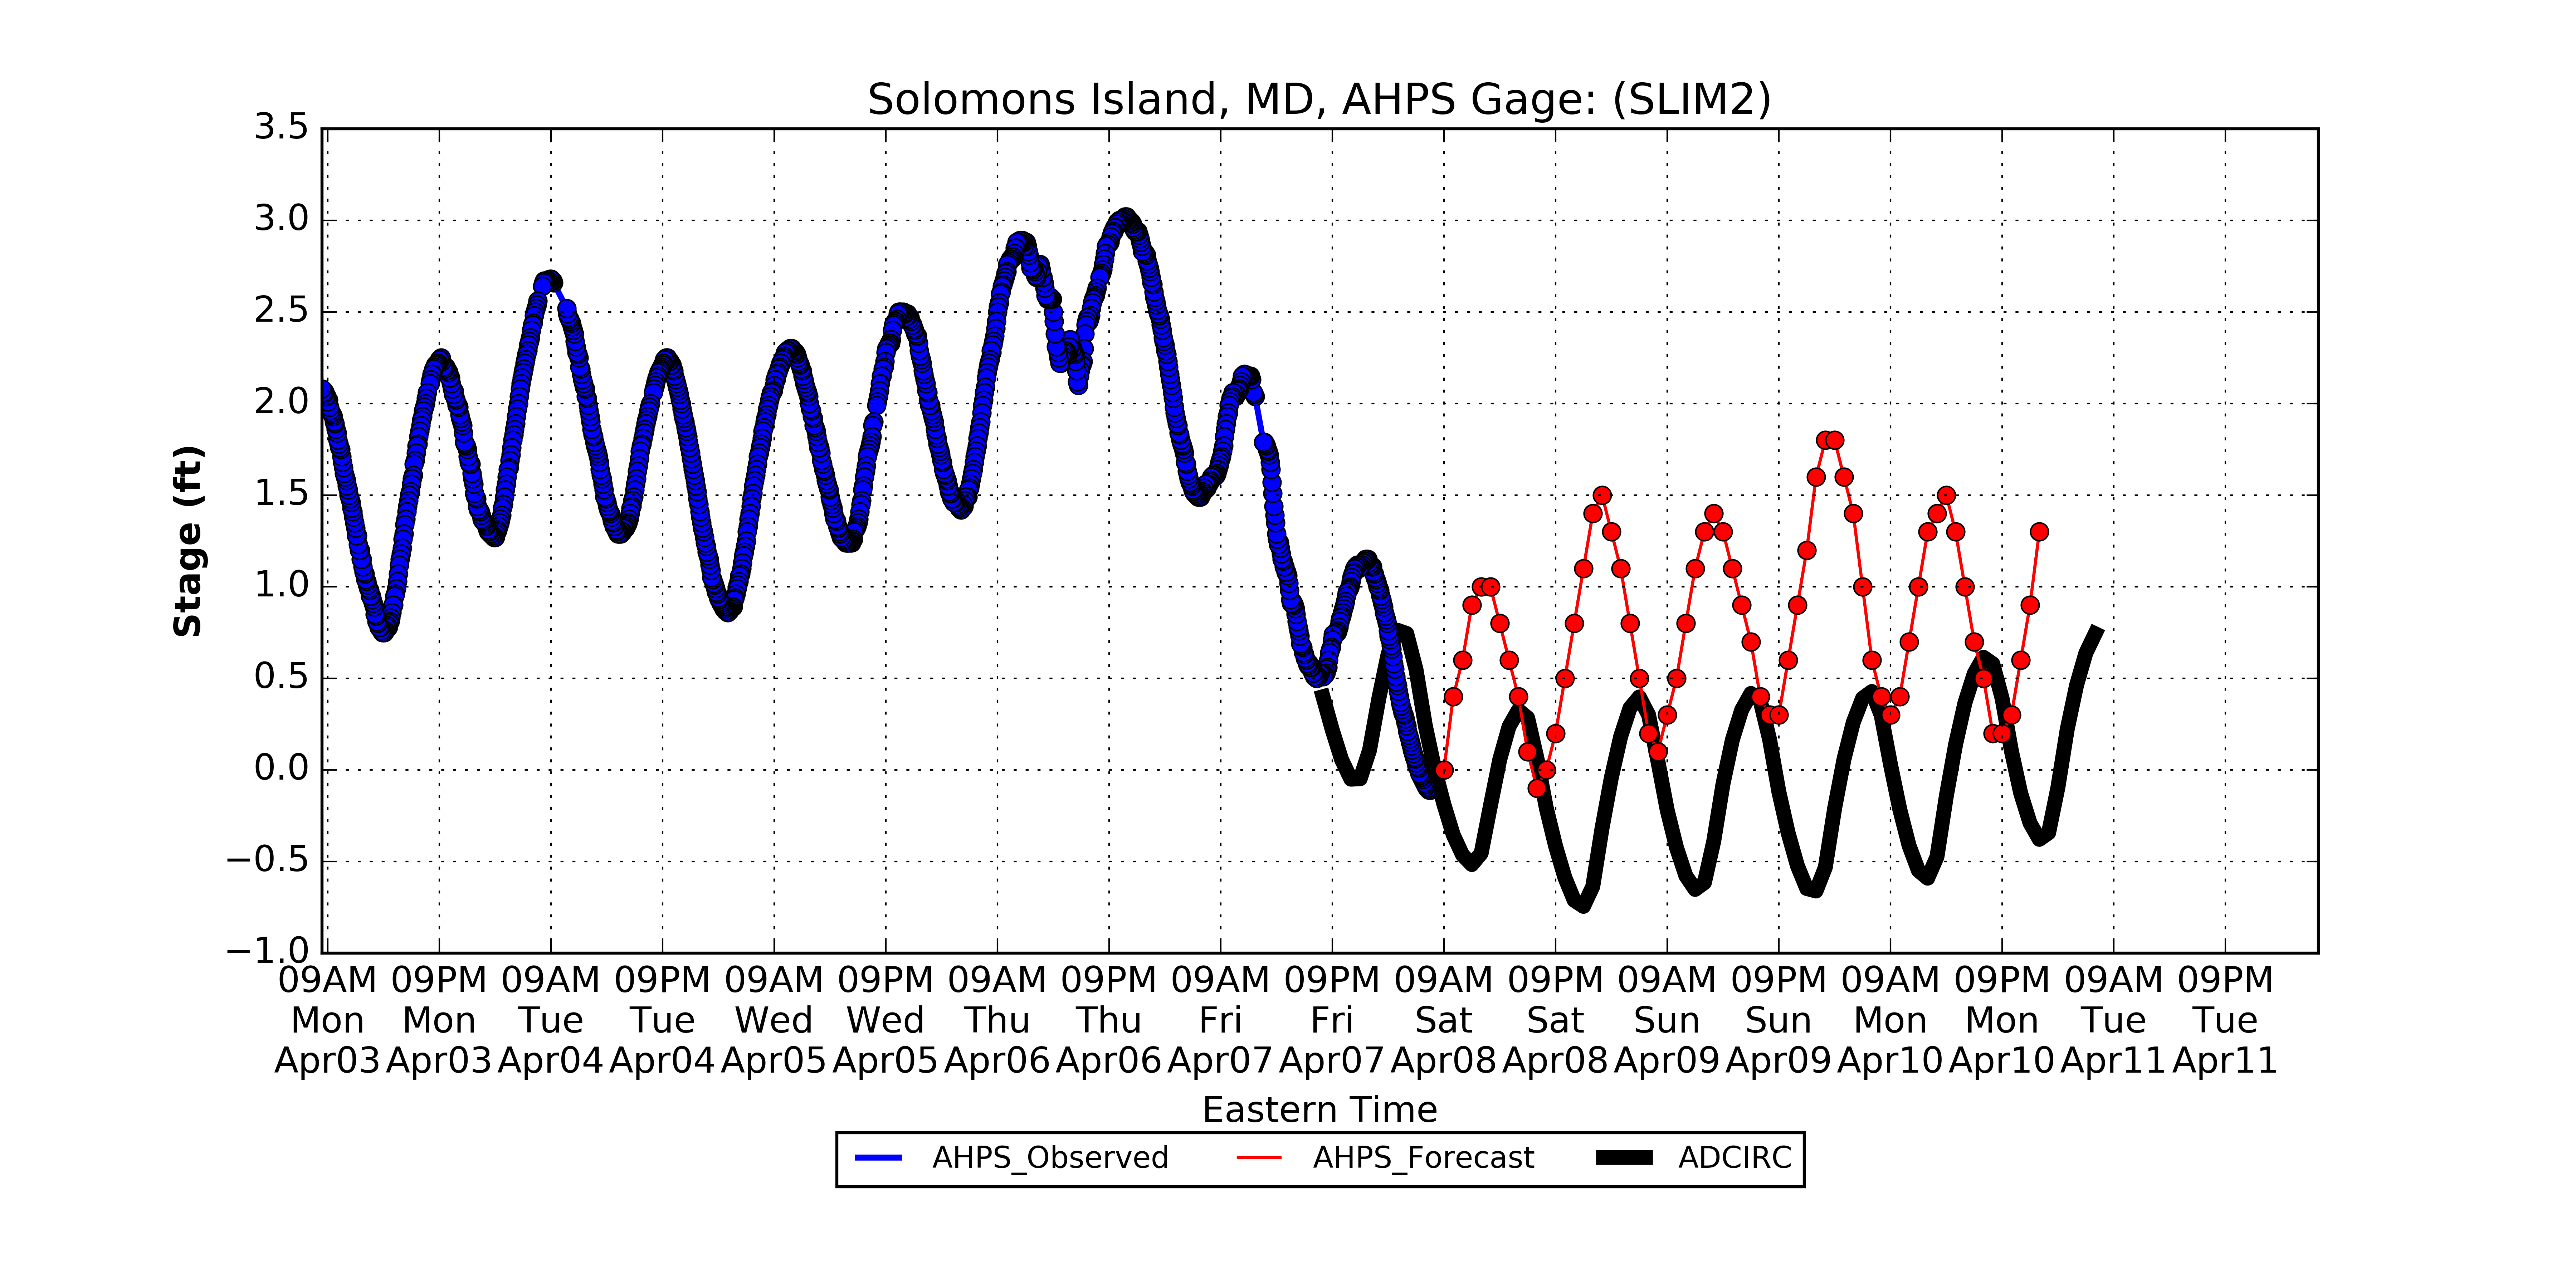 Solomons Island, MD, AHPS Gage: (SLIM2)
3.5
3.0
2.5
2.0
1.5
1.0
0.5
0.0
−0.5
−1.0
Stage (ft)
09AM 09PM 09AM 09PM 09AM 09PM 09AM 09PM 09AM 09PM 09AM 09PM 09AM 09PM 09AM 09PM 09AM 09PM
Mon Mon Tue Tue Wed Wed Thu Thu Fri Fri Sat Sat Sun Sun Mon Mon Tue Tue
Apr03 Apr03 Apr04 Apr04 Apr05 Apr05 Apr06 Apr06 Apr07 Apr07 Apr08 Apr08 Apr09 Apr09 Apr10 Apr10 Apr11 Apr11
Eastern Time
AHPS_Observed AHPS_Forecast ADCIRC